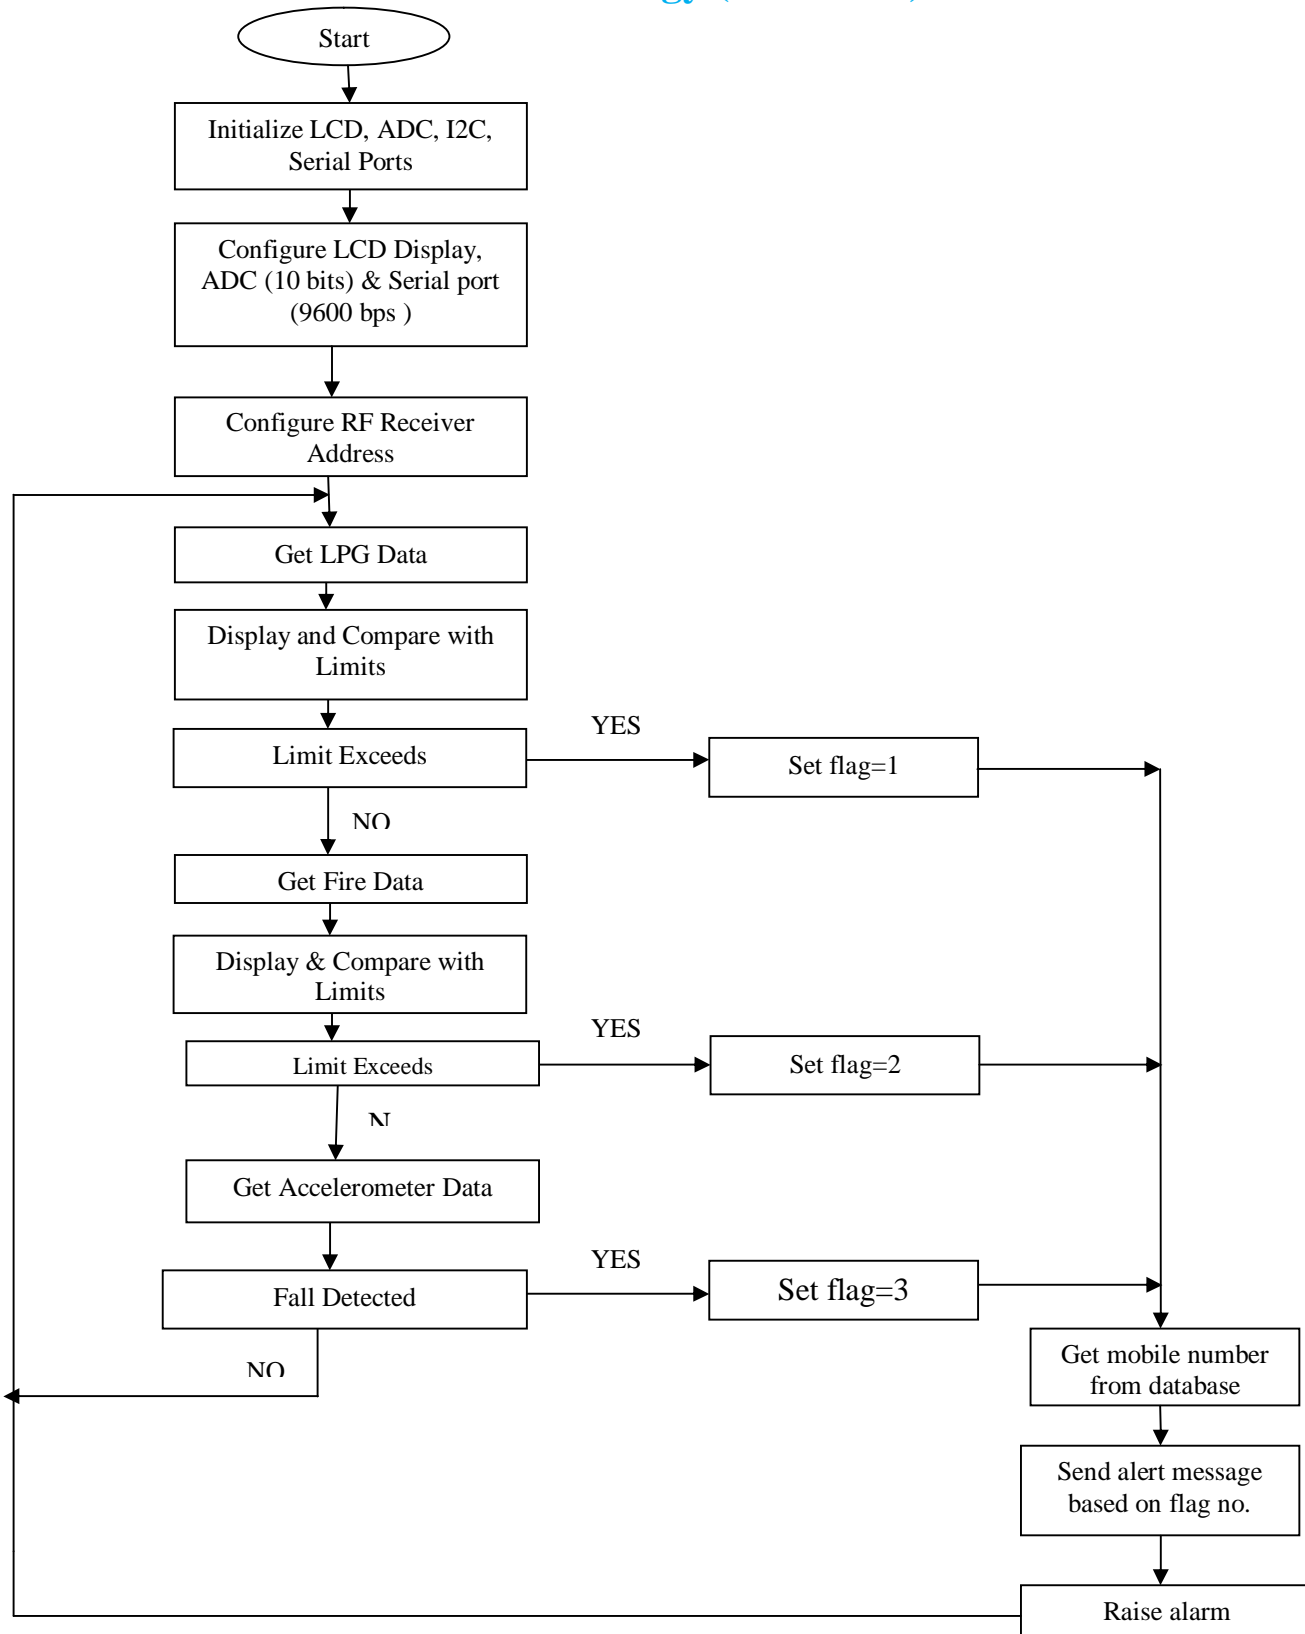 Start
Initialize LCD, ADC, I2C,
Serial Ports
Configure LCD Display,
ADC (10 bits) & Serial port
(9600 bps )
Configure RF Receiver
Address
Get LPG Data
Display and Compare with
Limits
Limit Exceeds
YES
Set flag=1
NO
Get Fire Data
Display & Compare with
Limits
Limit Exceeds
YES
Set flag=2
N
Get Accelerometer Data
Fall Detected
YES
Set flag=3
NO
Get mobile number
from database
Send alert message
based on flag no.
Raise alarm